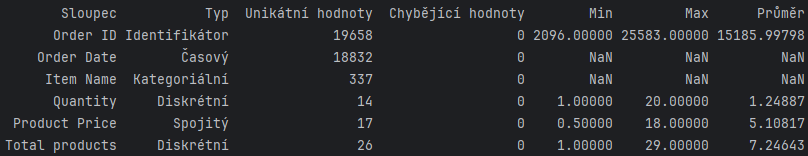 Sloupec Typ Unikátní hodnoty Chybějící hodnoty Min Max Průměr
Order ID Identifikátor 19658 0 2096.00000 25583.00000 15185.99798
Order Date Časový 18832 0 NaN NaN NaN
Item Name Kategoriální 337 0 NaN NaN NaN
Quantity Diskrétní 14 0 1.00000 20.00000 1.24887
Product Price Spojitý 17 0 0.50000 18.00000 5.10817
Total products Diskrétní 26 0 1.00000 29.00000 7.24643